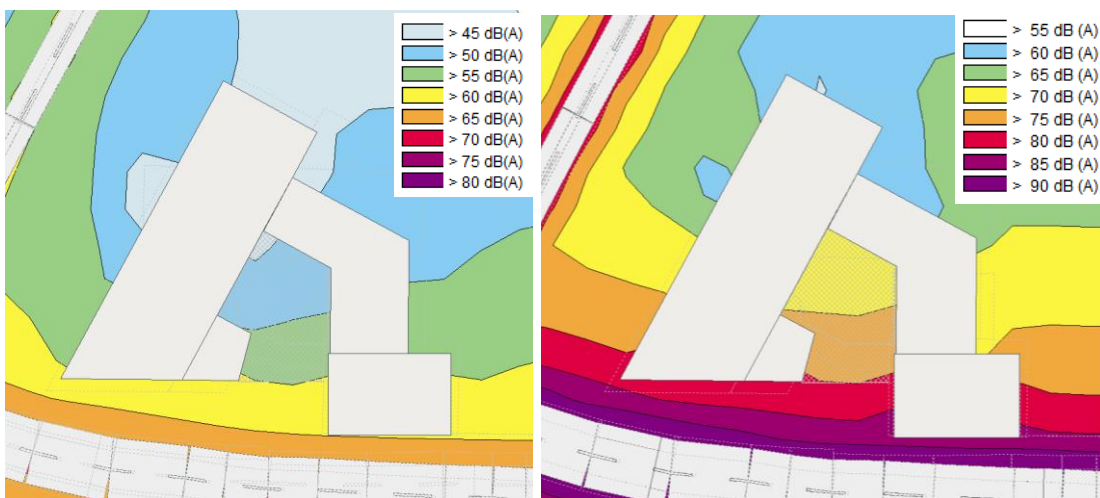 > 45 dB(A)
> 50 dB(A)
> 55 dB(A)
> 60 dB(A)
> 65 dB(A)
> 70 dB(A)
> 75 dB(A)
> 80 dB(A)
> 55 dB (A)
> 60 dB (A)
> 65 dB (A)
> 70 dB (A)
> 75 dB (A)
> 80 dB (A)
> 85 dB (A)
> 90 dB (A)